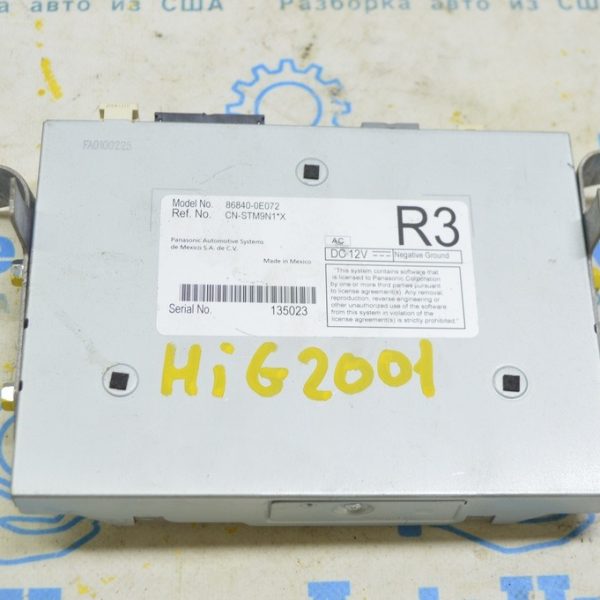 а авто из США Разборка авто из США
FA0100225
Model No. 86840-0E072
Ref. No. CN-STM9N1*X
R3
Panasonic Automotive Systems
de Mexico S.A. de C.V.
AC
DC 12V Negative Ground
Made in Mexico
"This system contains software that
is licensed to Panasonic Corporation
by one or more third parties pursuant
to license agreement(s). Any removal,
reproduction, reverse engineering or
other unauthorized use of the software
from this system in violation of the
license agreement(s) is strictly prohibited."
Serial No. 135023
HiG2001